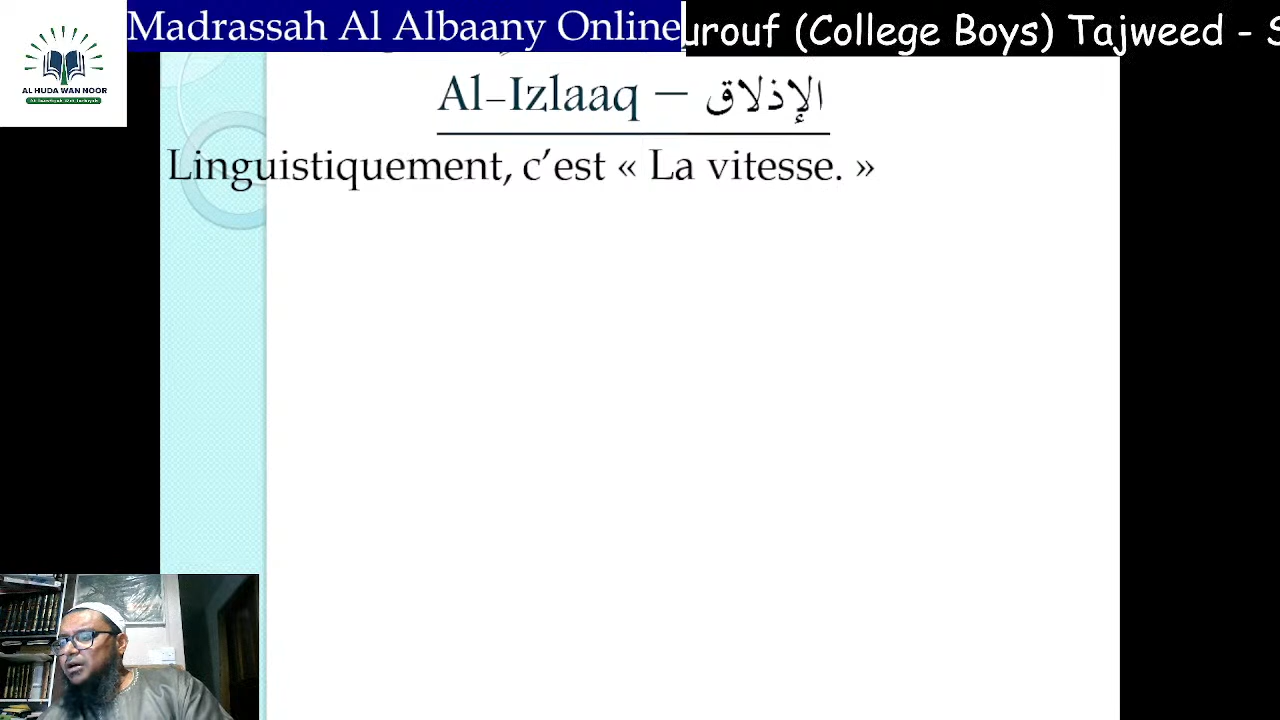 Madrassah Al Albaany Online
urouf (College Boys) Tajweed - S
AL HUDA WAN NOOR
Al-Izlaaq – الإذلاق
Linguistiquement, c’est « La vitesse. »